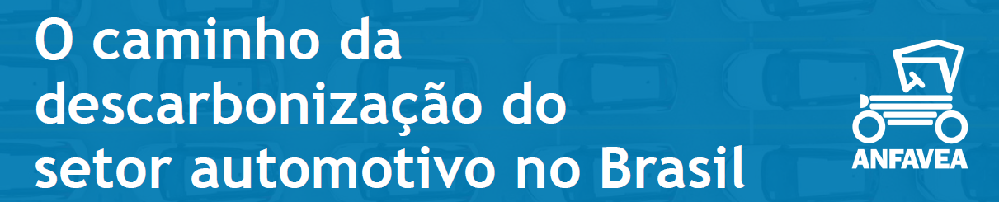 O caminho da
descarbonização do
setor automotivo no Brasil
ANFAVEA